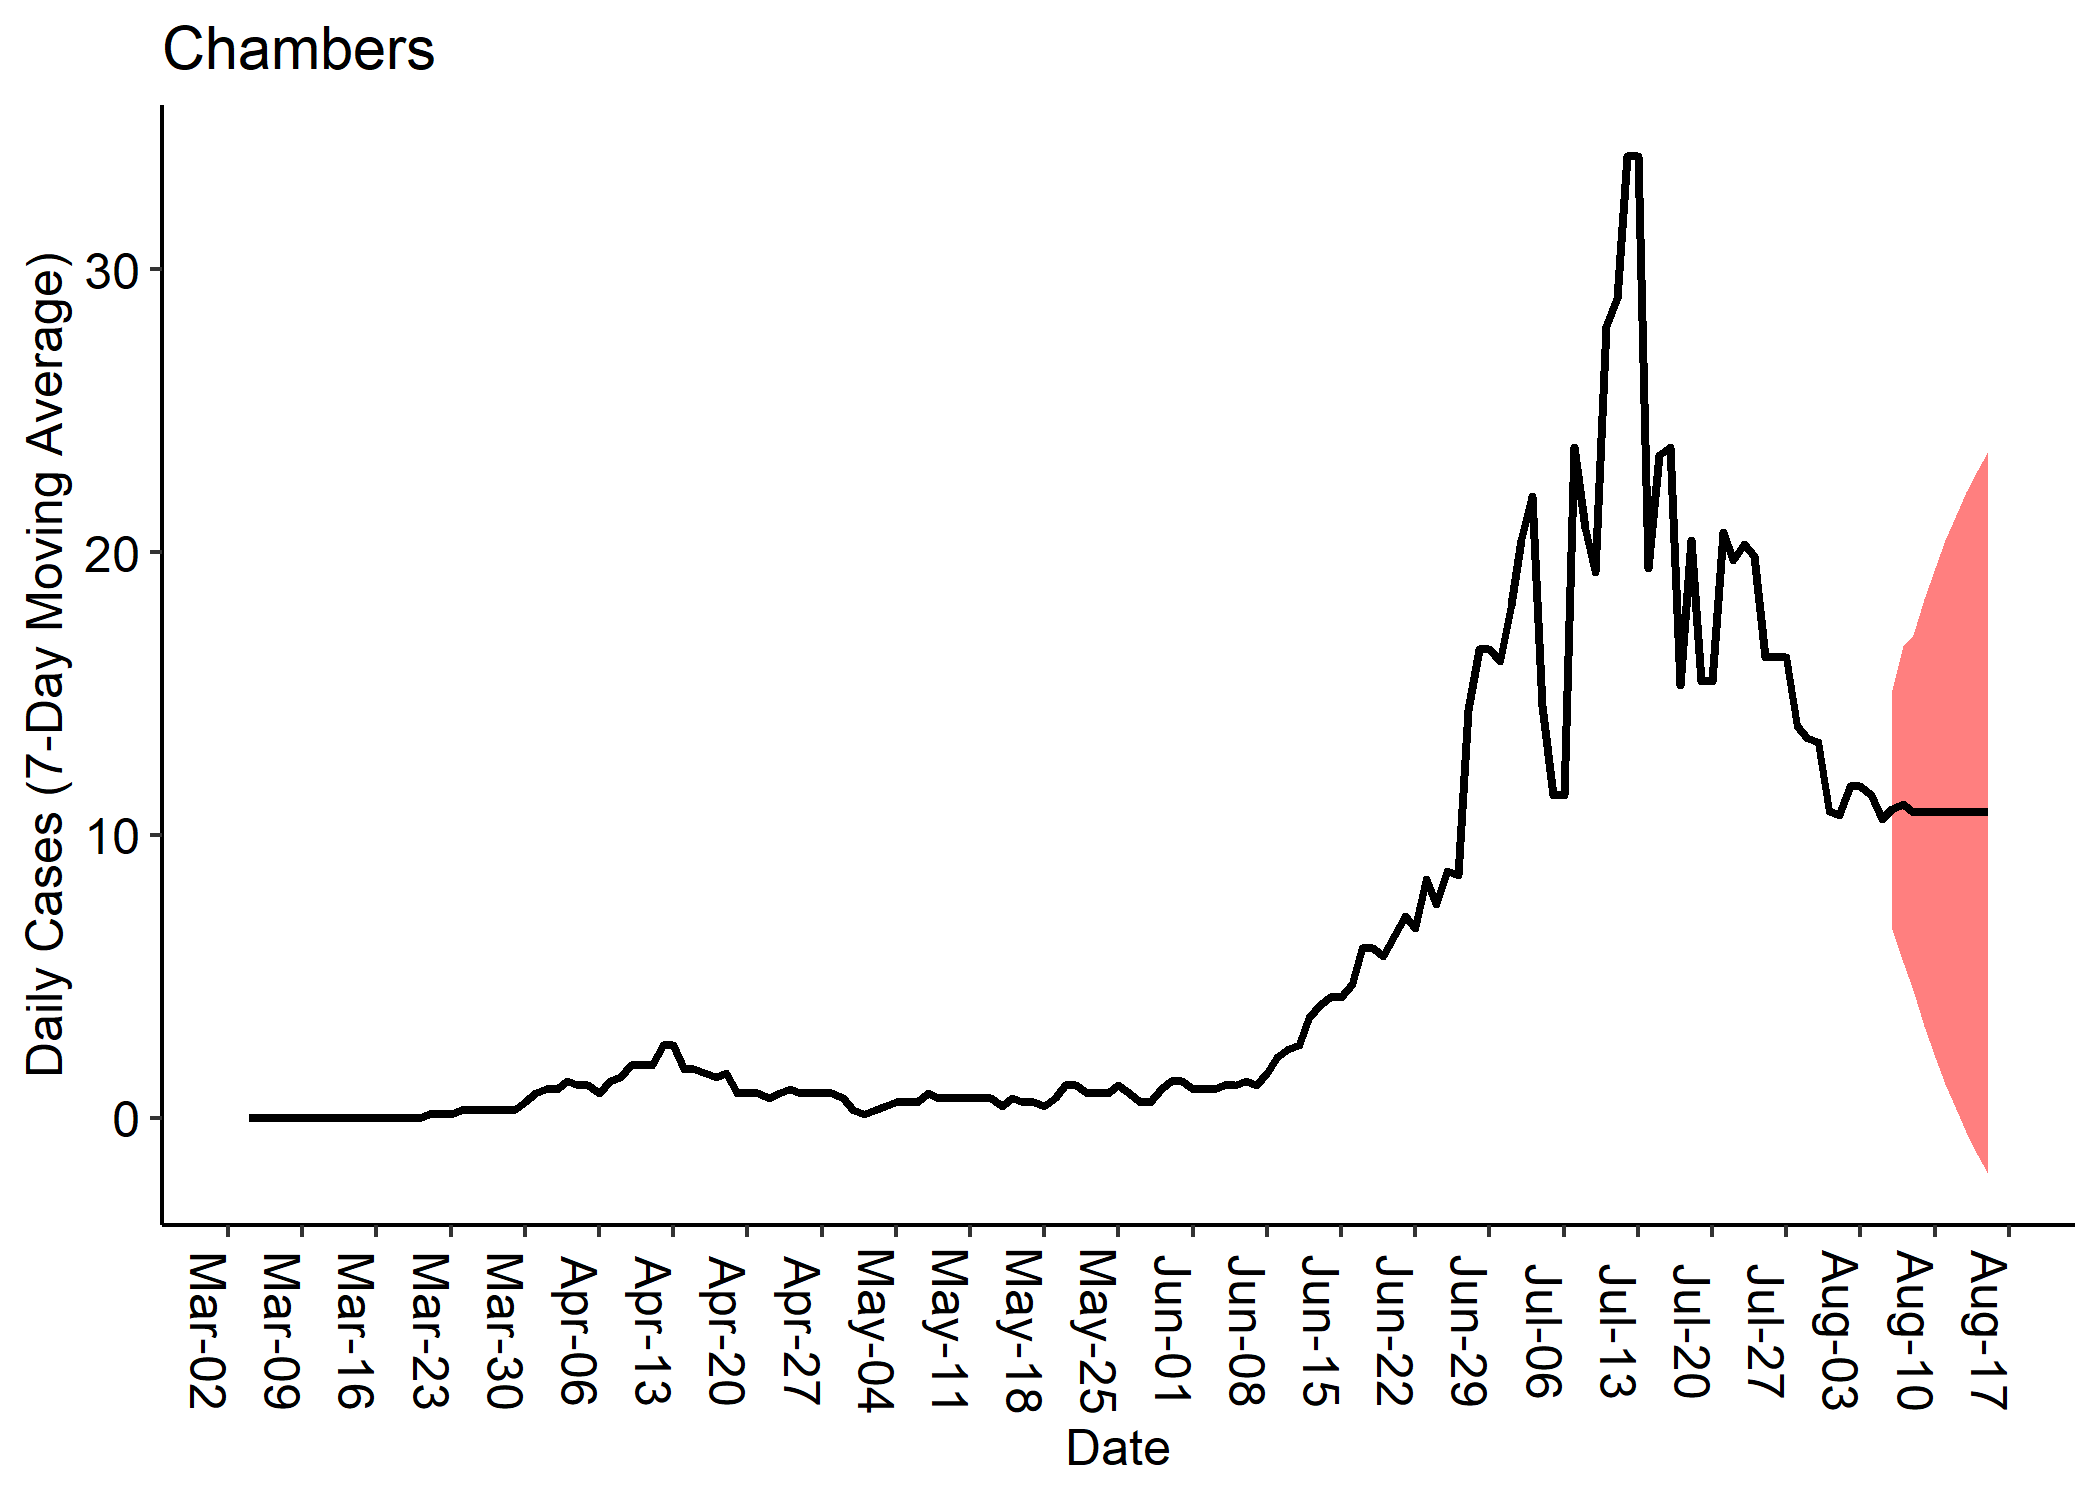 Chambers
Daily Cases (7-Day Moving Average)
30
20
10
0
Mar-02
Mar-09
Mar-16
Mar-23
Mar-30
Apr-06
Apr-13
Apr-20
Apr-27
May-04
May-11
May-18
May-25
Jun-01
Jun-08
Jun-15
Jun-22
Jun-29
Jul-06
Jul-13
Jul-20
Jul-27
Aug-03
Aug-10
Aug-17
Date